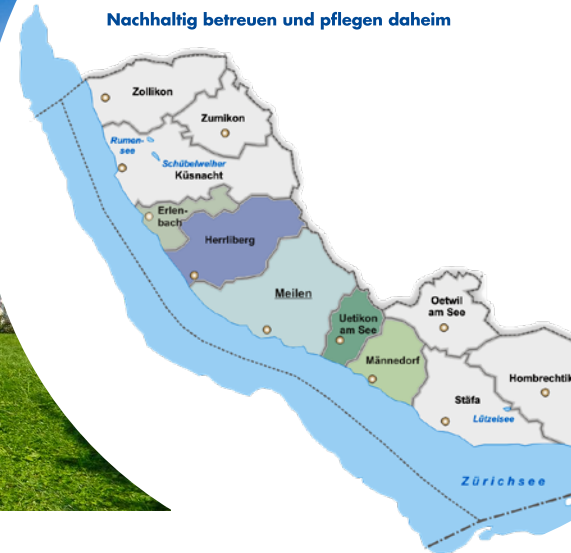 Nachhaltig betreuen und pflegen daheim
Zollikon
Zumikon
Rumen-
see
Schübelweiher
Küsnacht
Erlen-
bach
Herrliberg
Meilen
Uetikon
am See
Oetwil
am See
Männedorf
Hombrechtik
Stäfa
Lützelsee
Zürichsee